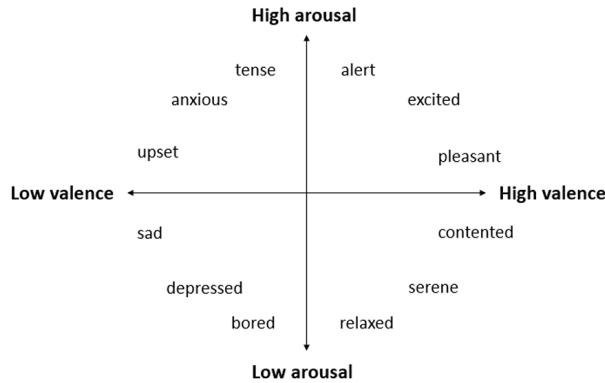 High arousal
tense alert
anxious excited
upset
pleasant
Low valence High valence
sad contented
depressed serene
bored relaxed
Low arousal